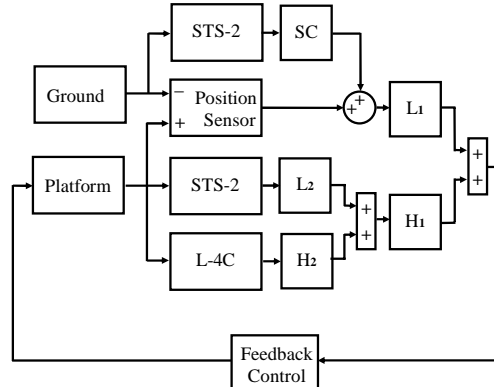 STS-2 SC
Ground
− Position
+ Sensor
+
+
L1
Platform
STS-2 L2
+
+
H1
+
+
L-4C H2
Feedback
Control